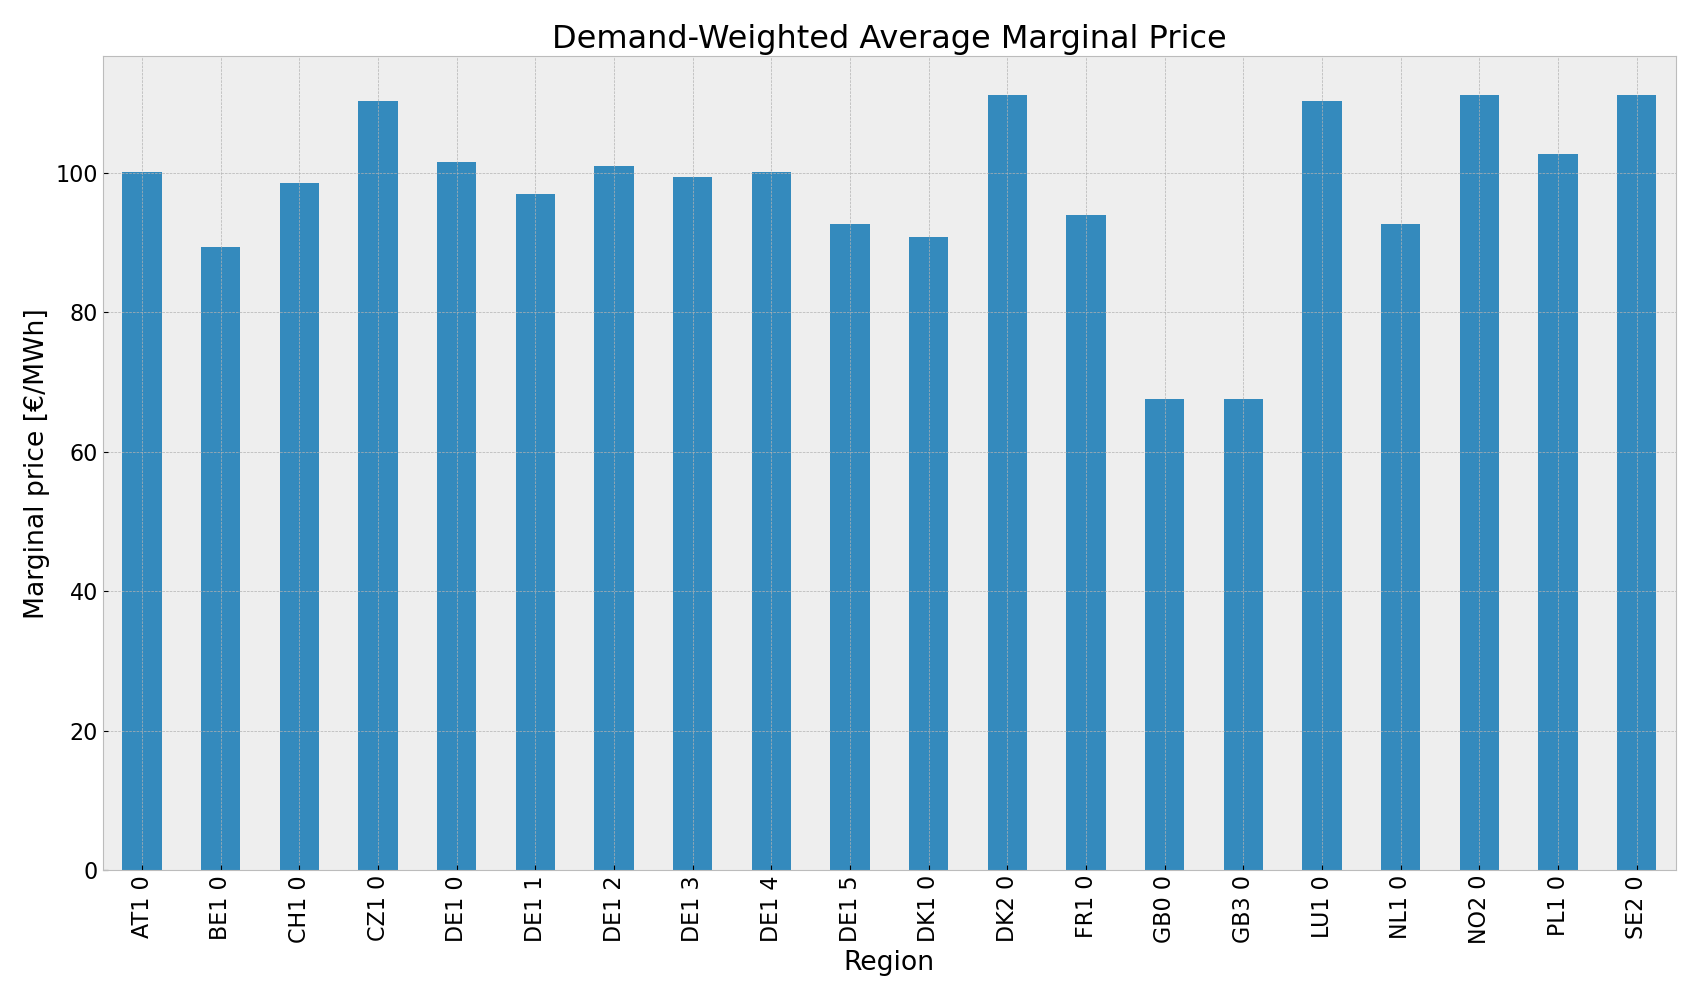 Demand-Weighted Average Marginal Price
Marginal price [€/MWh]
100
80
60
40
20
0
AT1 0
BE1 0
CH1 0
CZ1 0
DE1 0
DE1 1
DE1 2
DE1 3
DE1 4
DE1 5
DK1 0
DK2 0
FR1 0
GB0 0
GB3 0
LU1 0
NL1 0
NO2 0
PL1 0
SE2 0
Region